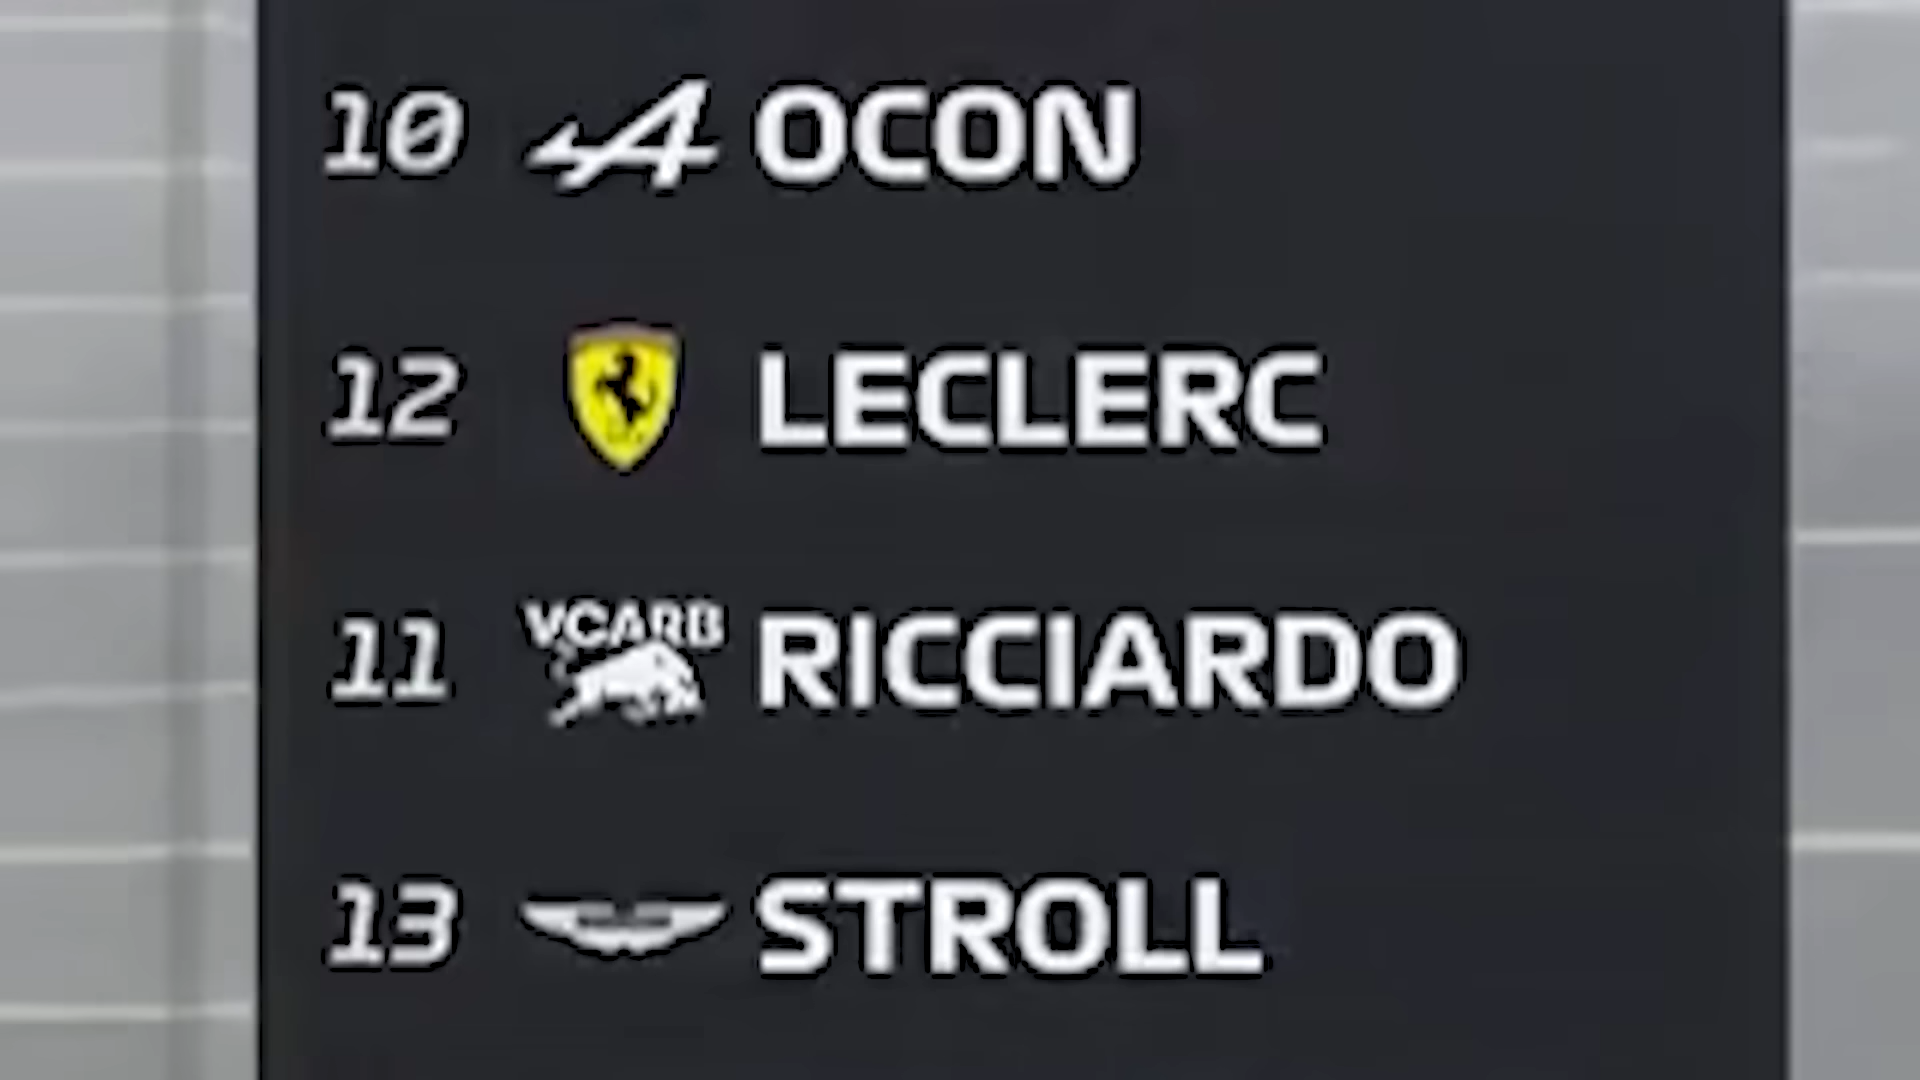 10 OCON
12 LECLERC
11 VCARB RICCIARDO
13 STROLL